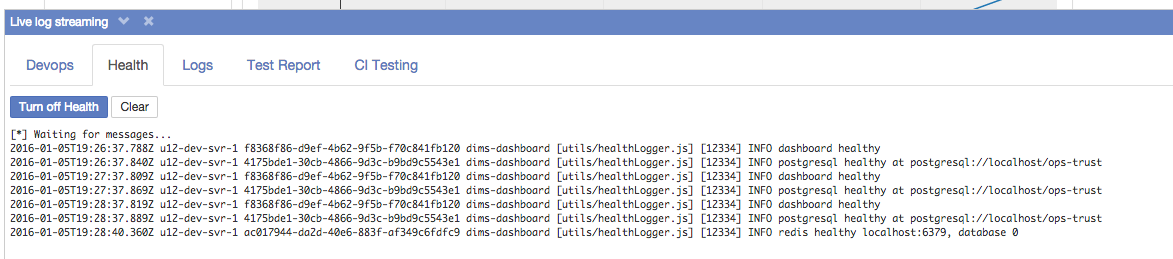 Live log streaming
Devops Health Logs Test Report CI Testing
Turn off Health Clear
[*] Waiting for messages...
2016-01-05T19:26:37.788Z u12-dev-svr-1 f8368f86-d9ef-4b62-9f5b-f70c841fb120 dims-dashboard [utils/healthLogger.js] [12334] INFO dashboard healthy
2016-01-05T19:26:37.840Z u12-dev-svr-1 4175bde1-30cb-4866-9d3c-b9bd9c5543e1 dims-dashboard [utils/healthLogger.js] [12334] INFO postgresql healthy at postgresql://localhost/ops-trust
2016-01-05T19:27:37.809Z u12-dev-svr-1 f8368f86-d9ef-4b62-9f5b-f70c841fb120 dims-dashboard [utils/healthLogger.js] [12334] INFO dashboard healthy
2016-01-05T19:27:37.869Z u12-dev-svr-1 4175bde1-30cb-4866-9d3c-b9bd9c5543e1 dims-dashboard [utils/healthLogger.js] [12334] INFO postgresql healthy at postgresql://localhost/ops-trust
2016-01-05T19:28:37.819Z u12-dev-svr-1 f8368f86-d9ef-4b62-9f5b-f70c841fb120 dims-dashboard [utils/healthLogger.js] [12334] INFO dashboard healthy
2016-01-05T19:28:37.889Z u12-dev-svr-1 4175bde1-30cb-4866-9d3c-b9bd9c5543e1 dims-dashboard [utils/healthLogger.js] [12334] INFO postgresql healthy at postgresql://localhost/ops-trust
2016-01-05T19:28:40.360Z u12-dev-svr-1 ac017944-da2d-40e6-883f-af349c6fdfc9 dims-dashboard [utils/healthLogger.js] [12334] INFO redis healthy localhost:6379, database 0